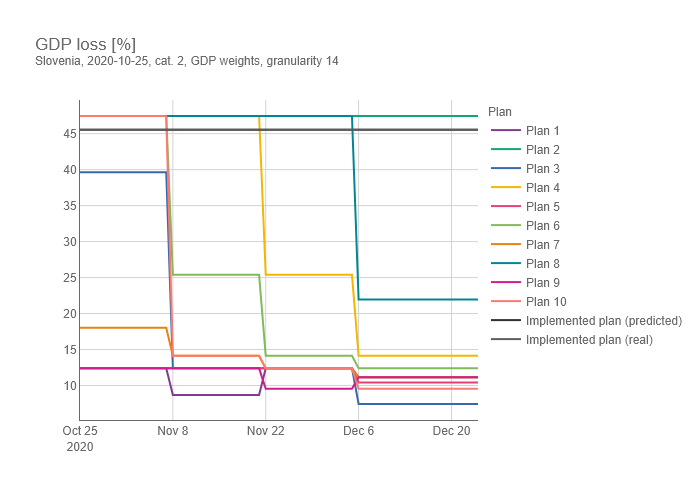 GDP loss [%]
Slovenia, 2020-10-25, cat. 2, GDP weights, granularity 14
45
40
35
30
25
20
15
10
Oct 25
2020
Nov 8
Nov 22
Dec 6
Dec 20
Plan
Plan 1
Plan 2
Plan 3
Plan 4
Plan 5
Plan 6
Plan 7
Plan 8
Plan 9
Plan 10
Implemented plan (predicted)
Implemented plan (real)